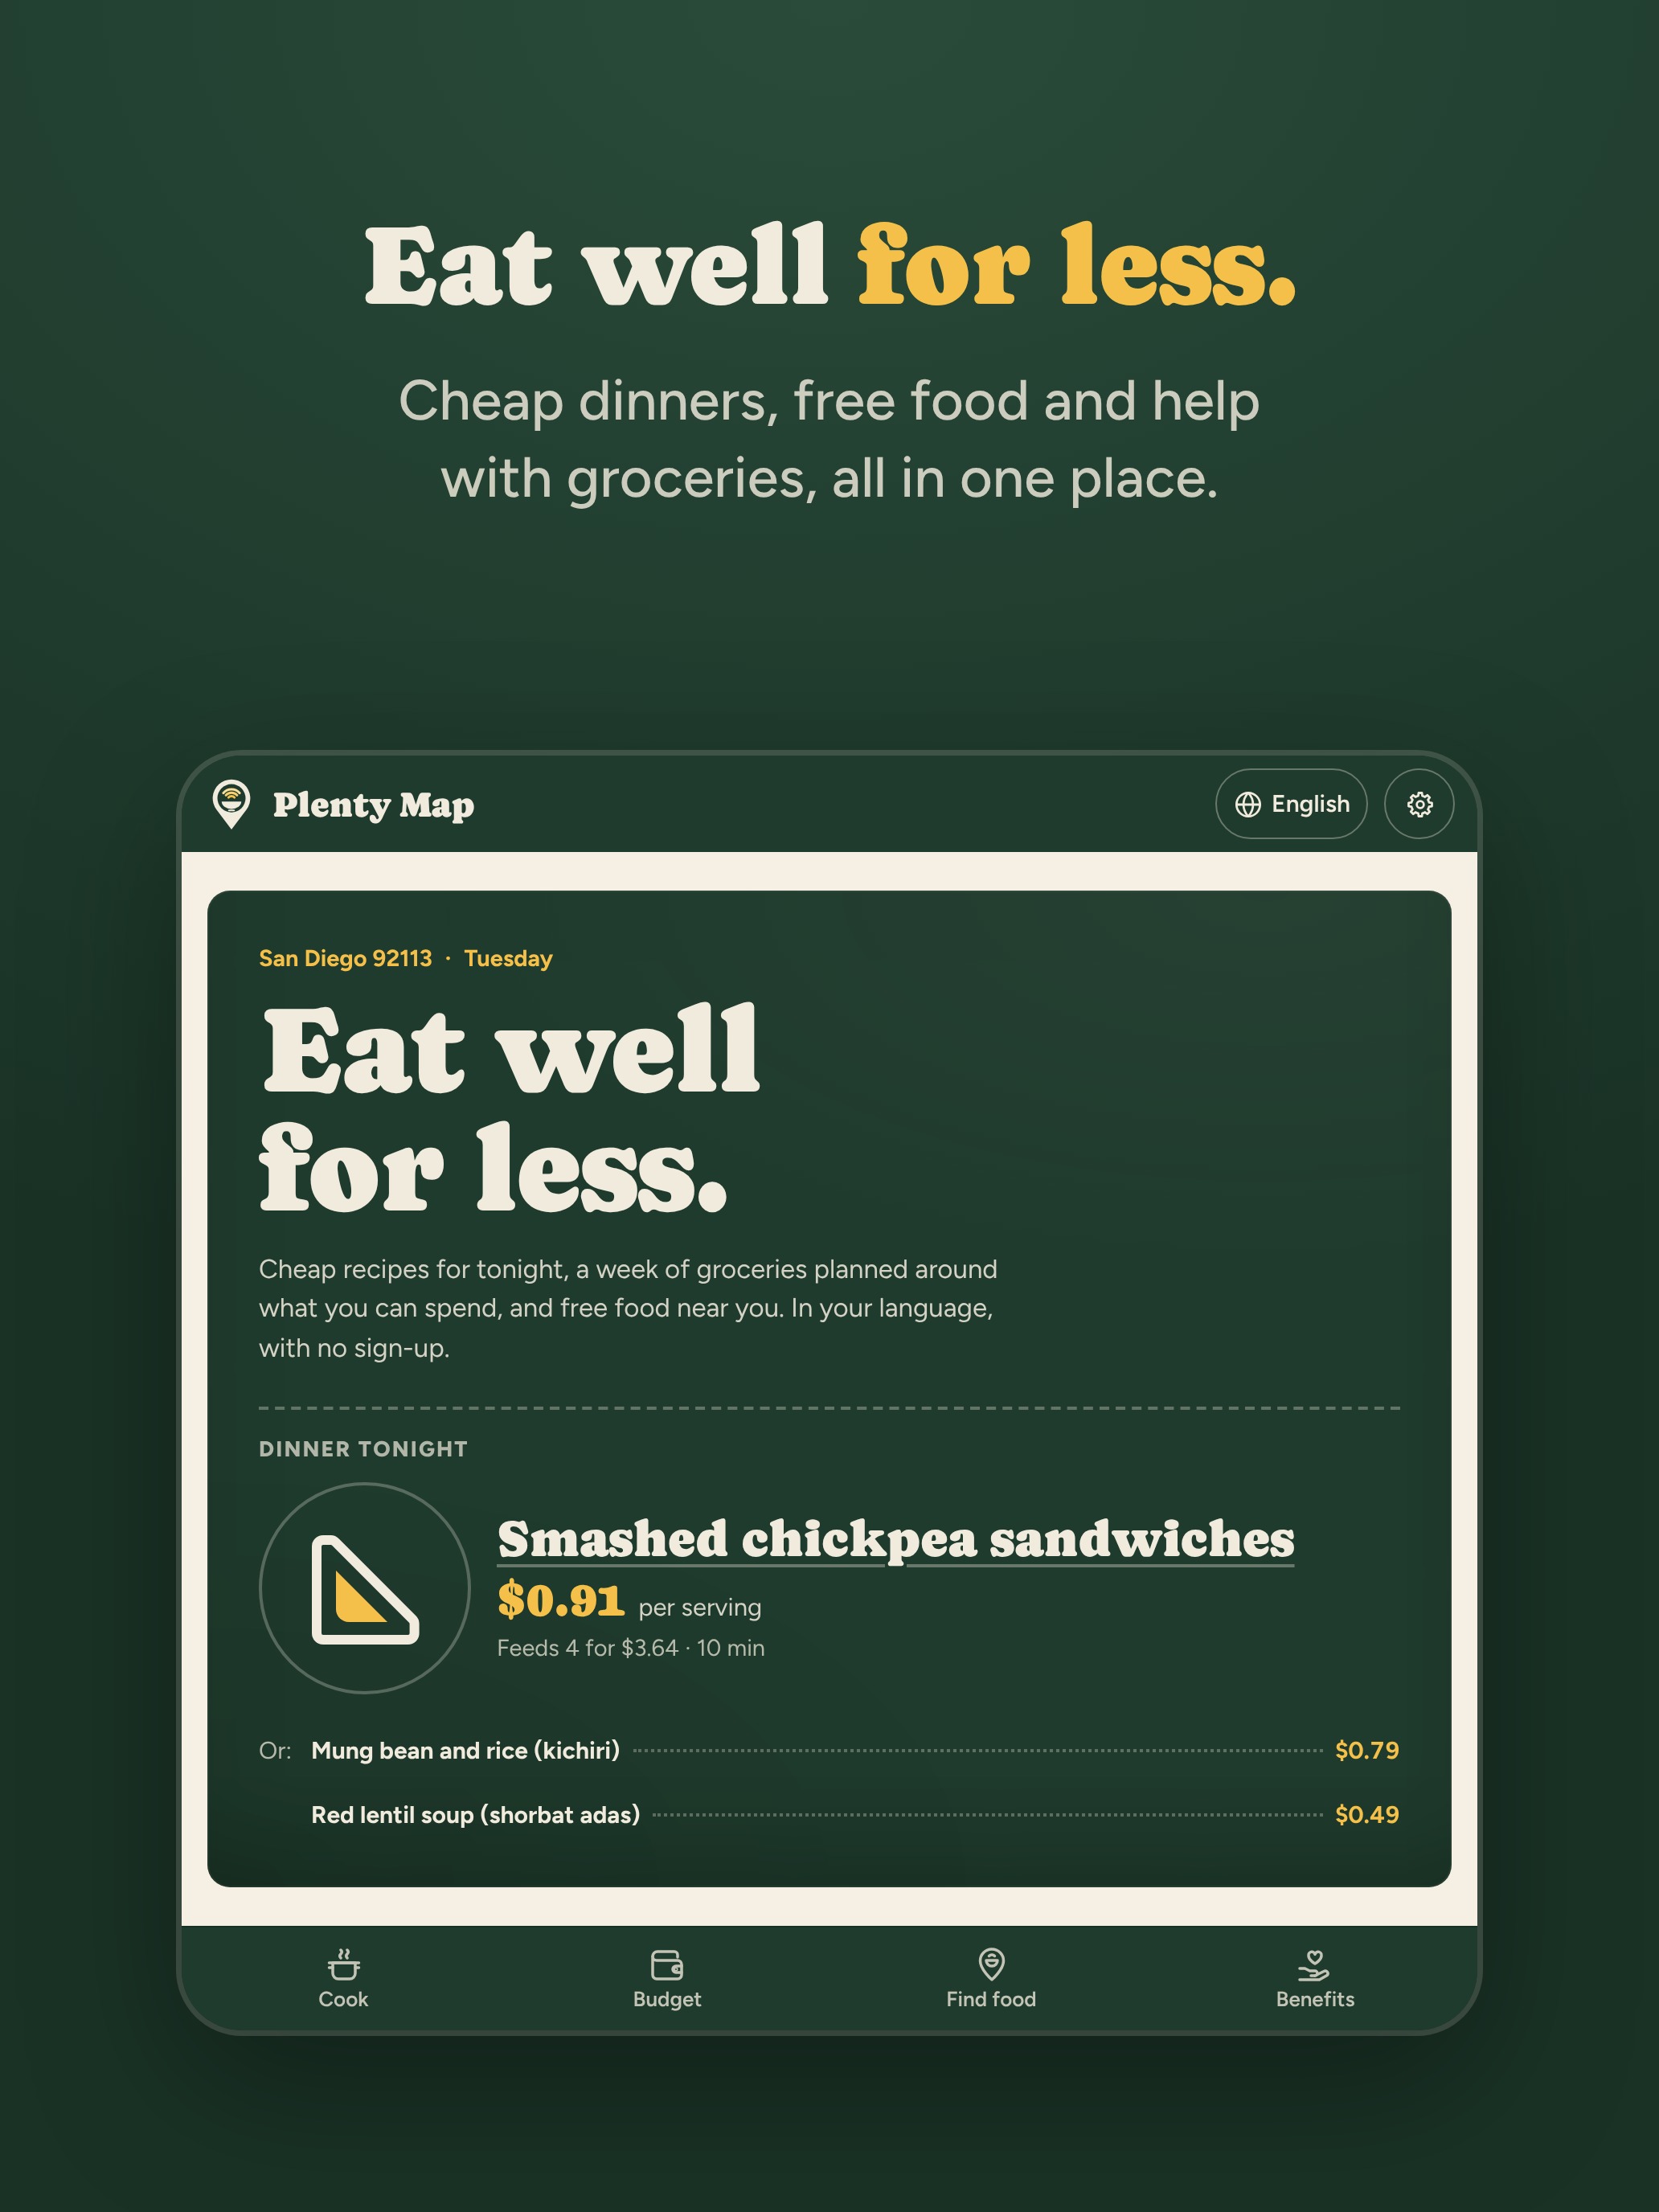 Eat well for less.
Cheap dinners, free food and help
with groceries, all in one place.
Plenty Map
English
San Diego 92113 · Tuesday
Eat well
for less.
Cheap recipes for tonight, a week of groceries planned around
what you can spend, and free food near you. In your language,
with no sign-up.
DINNER TONIGHT
Smashed chickpea sandwiches
$0.91 per serving
Feeds 4 for $3.64 · 10 min
Or: Mung bean and rice (kichiri) $0.79
Red lentil soup (shorbat adas) $0.49
Cook Budget Find food Benefits